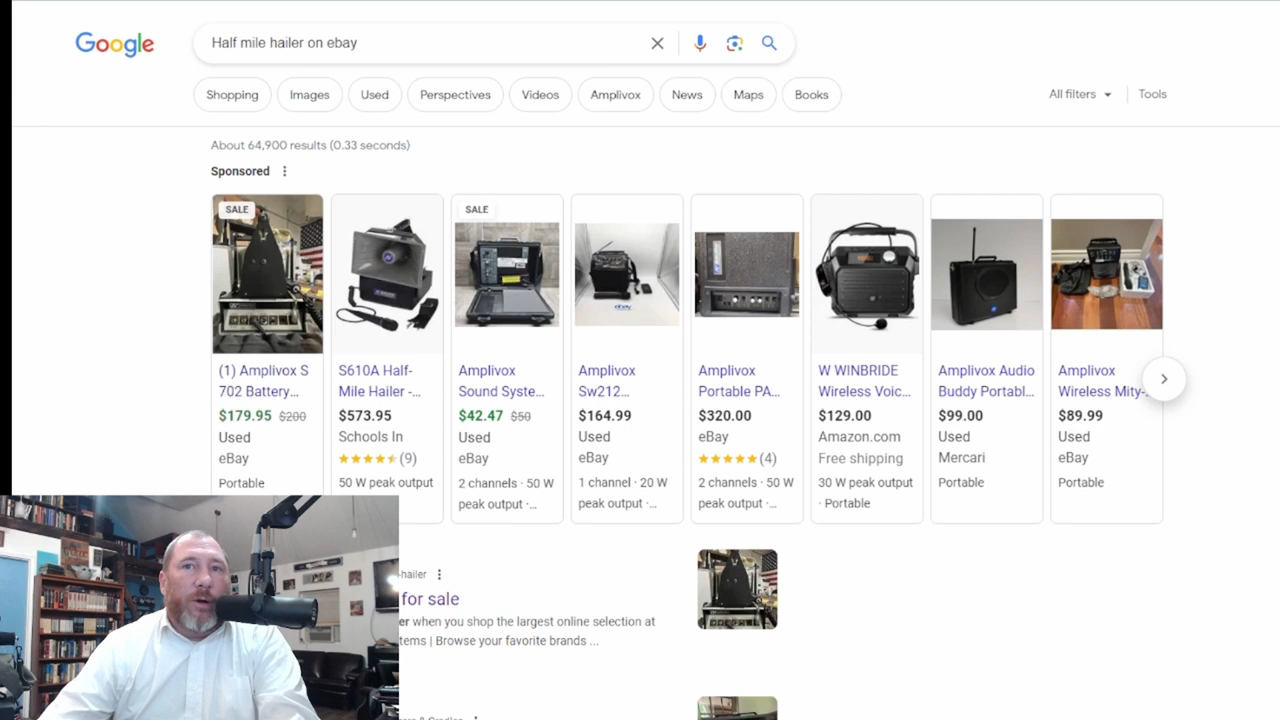 Google
Half mile hailer on ebay
Shopping
Images
Used
Perspectives
Videos
Amplivox
News
Maps
Books
All filters
Tools
About 64,900 results (0.33 seconds)
Sponsored
SALE
(1) Amplivox S
702 Battery...
$179.95 $200
Used
eBay
Portable
S610A Half-
Mile Hailer -...
$573.95
Schools In
(9)
50 W peak output
SALE
Amplivox
Sound Syste...
$42.47 $50
Used
eBay
2 channels · 50 W
peak output ·...
Amplivox
Sw212...
$164.99
Used
eBay
1 channel · 20 W
peak output ·...
Amplivox
Portable PA...
$320.00
eBay
(4)
2 channels · 50 W
peak output ·...
W WINBRIDE
Wireless Voic...
$129.00
Amazon.com
Free shipping
30 W peak output
· Portable
Amplivox Audio
Buddy Portabl...
$99.00
Used
Mercari
Portable
Amplivox
Wireless Mity-
$89.99
Used
eBay
Portable
-hailer
for sale
er when you shop the largest online selection at
tems | Browse your favorite brands ...